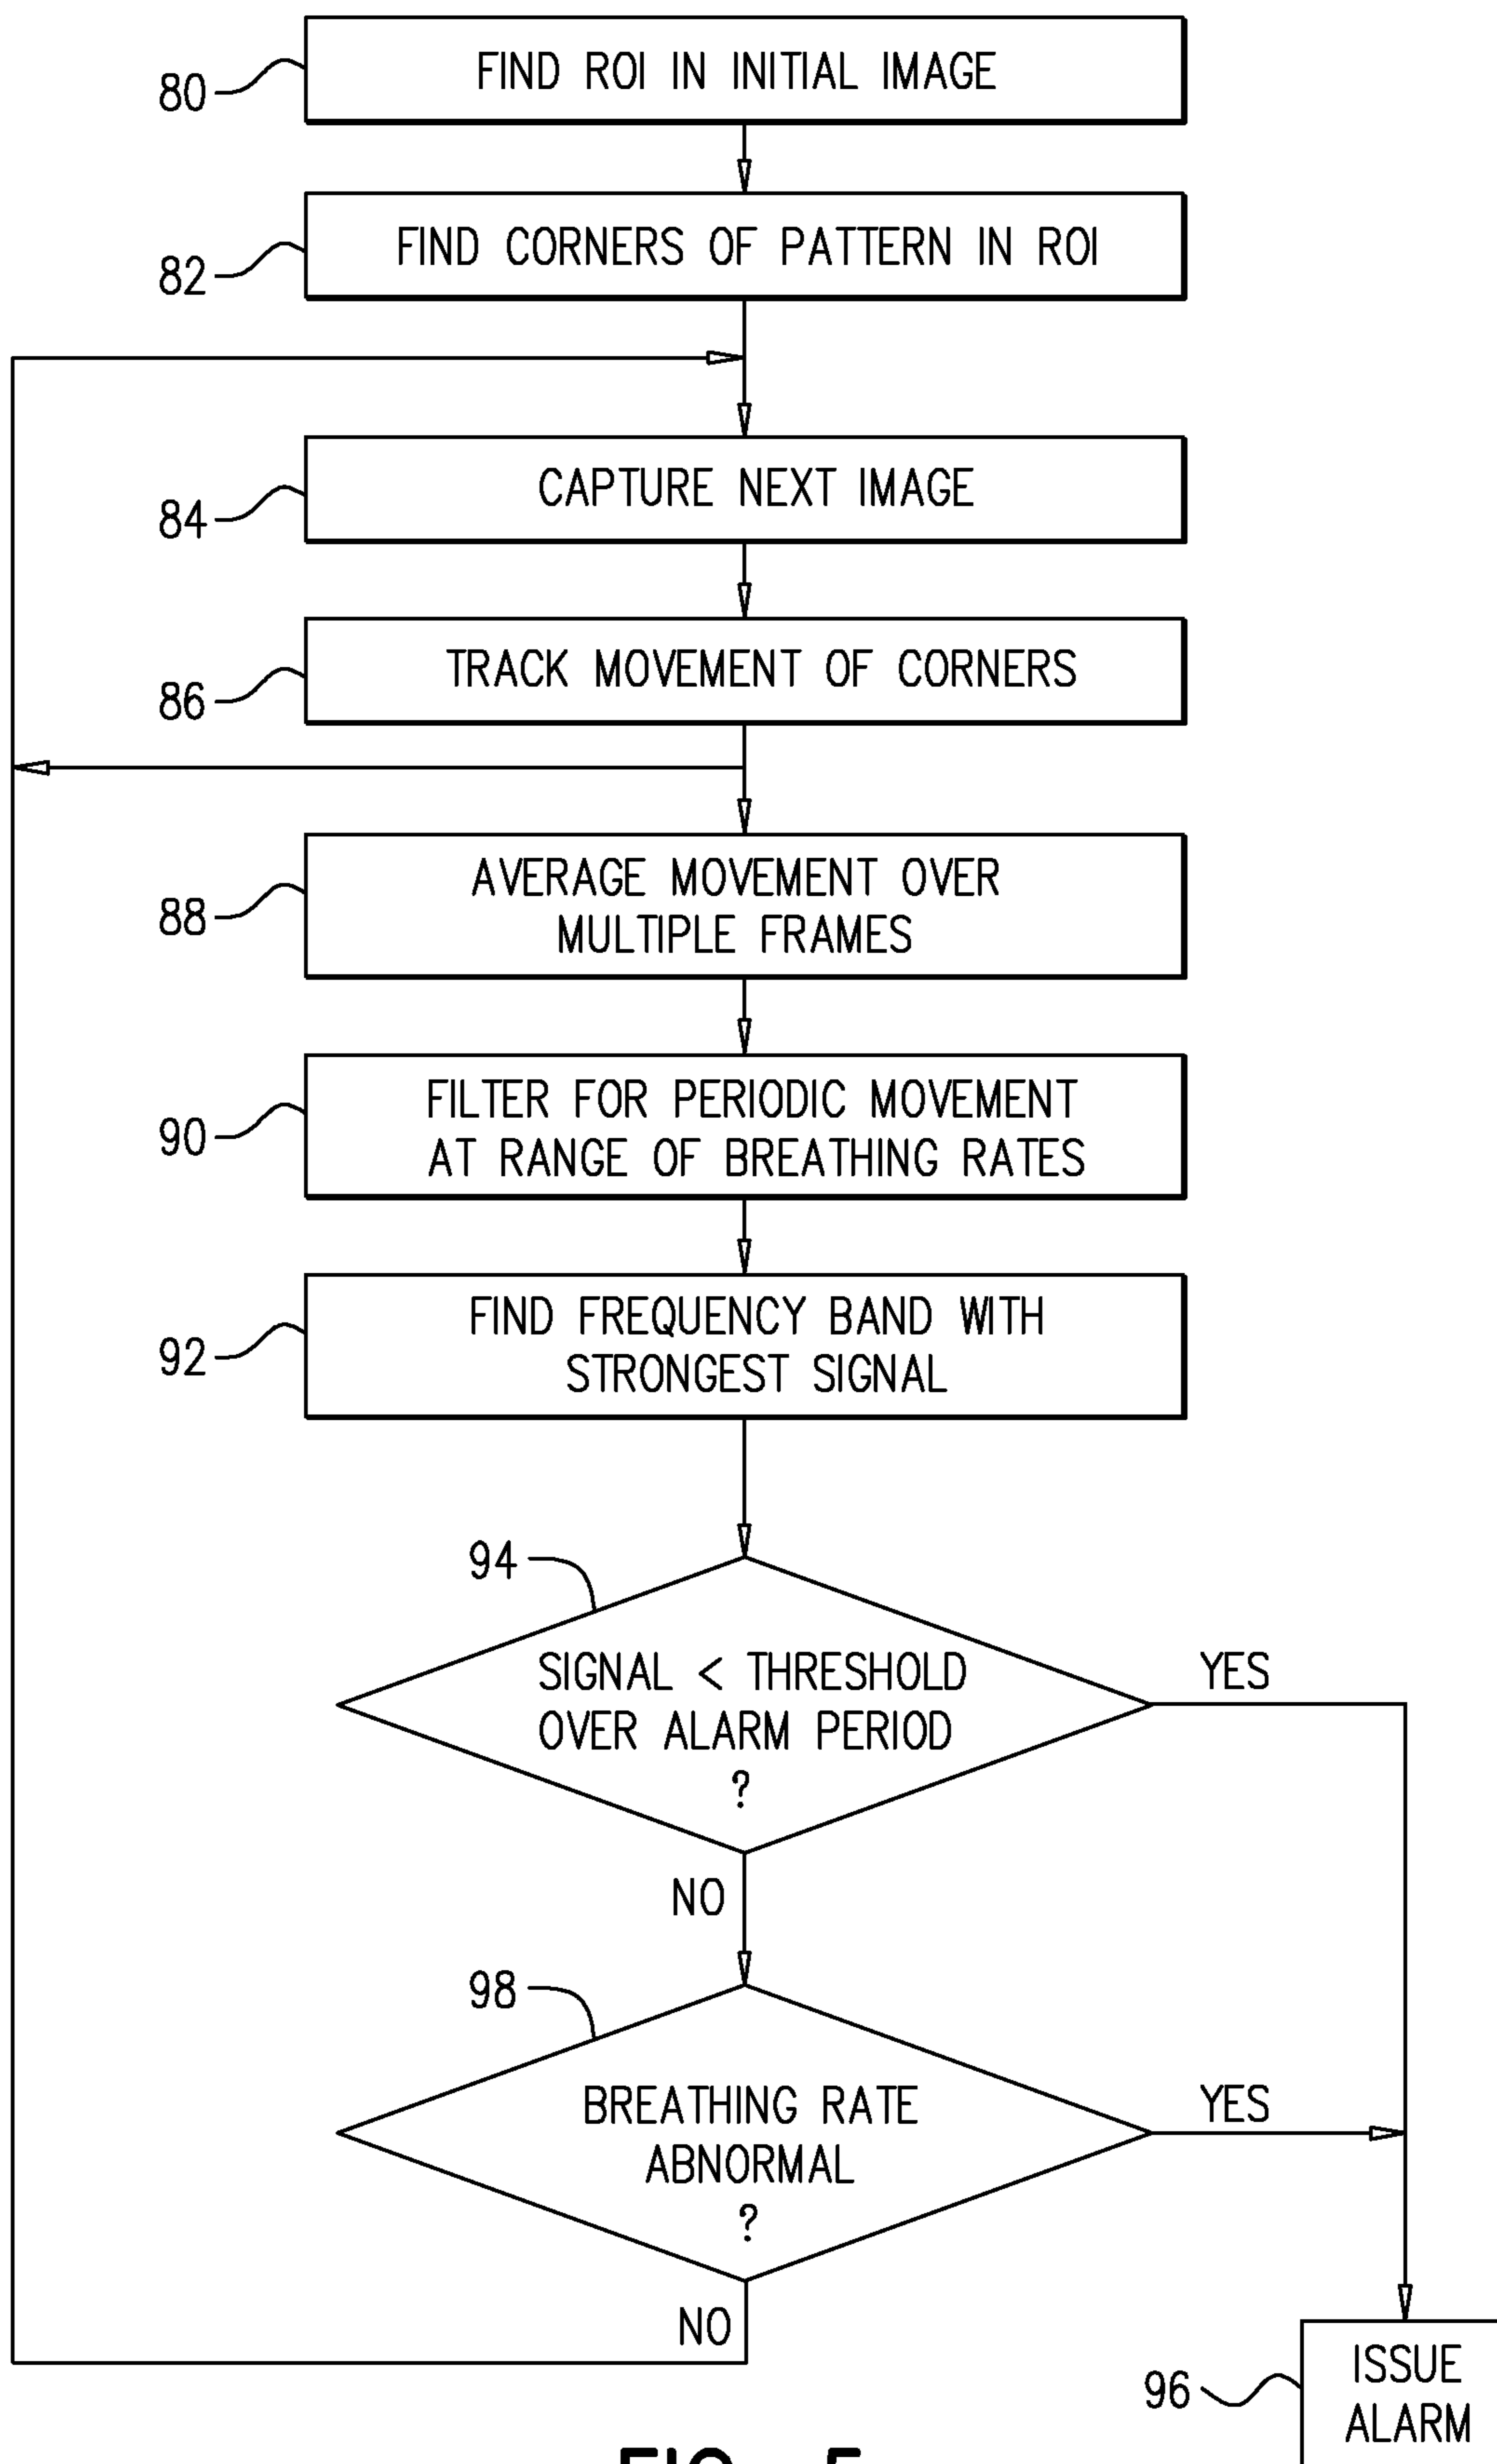 80
FIND ROI IN INITIAL IMAGE
82
FIND CORNERS OF PATTERN IN ROI
84
CAPTURE NEXT IMAGE
86
TRACK MOVEMENT OF CORNERS
88
AVERAGE MOVEMENT OVER
MULTIPLE FRAMES
90
FILTER FOR PERIODIC MOVEMENT
AT RANGE OF BREATHING RATES
92
FIND FREQUENCY BAND WITH
STRONGEST SIGNAL
94
SIGNAL < THRESHOLD
OVER ALARM PERIOD
?
YES
NO
98
BREATHING RATE
ABNORMAL
?
YES
NO
96
ISSUE
ALARM